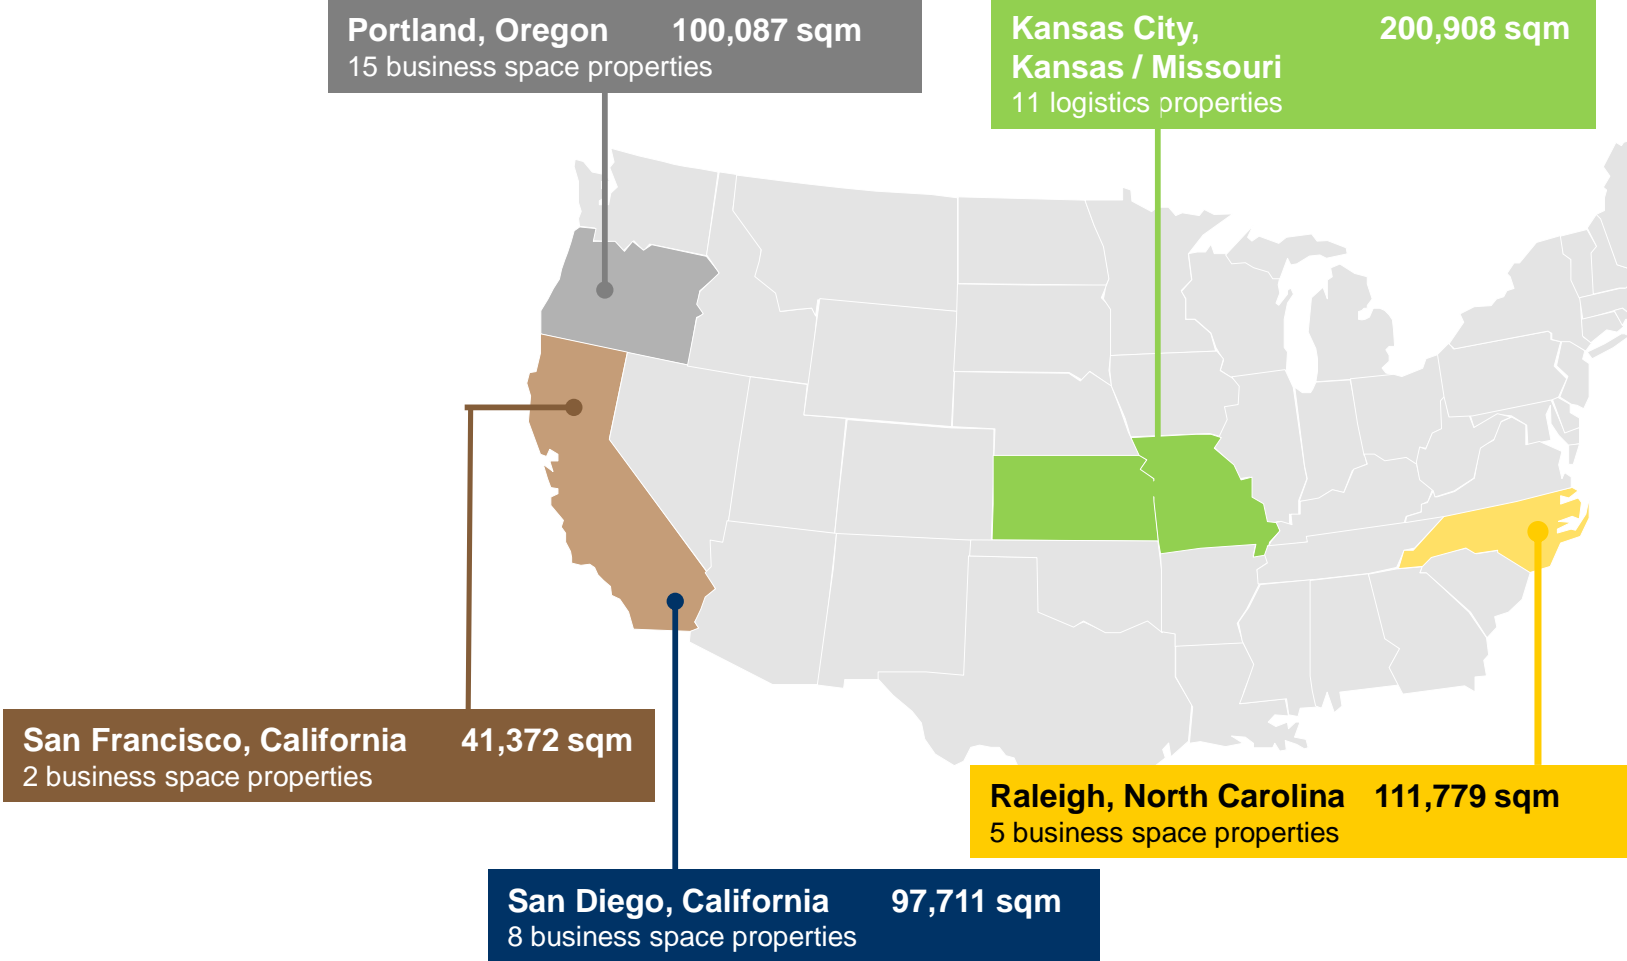 Portland, Oregon 100,087 sqm
15 business space properties
Kansas City, 200,908 sqm
Kansas / Missouri
11 logistics properties
San Francisco, California 41,372 sqm
2 business space properties
Raleigh, North Carolina 111,779 sqm
5 business space properties
San Diego, California 97,711 sqm
8 business space properties